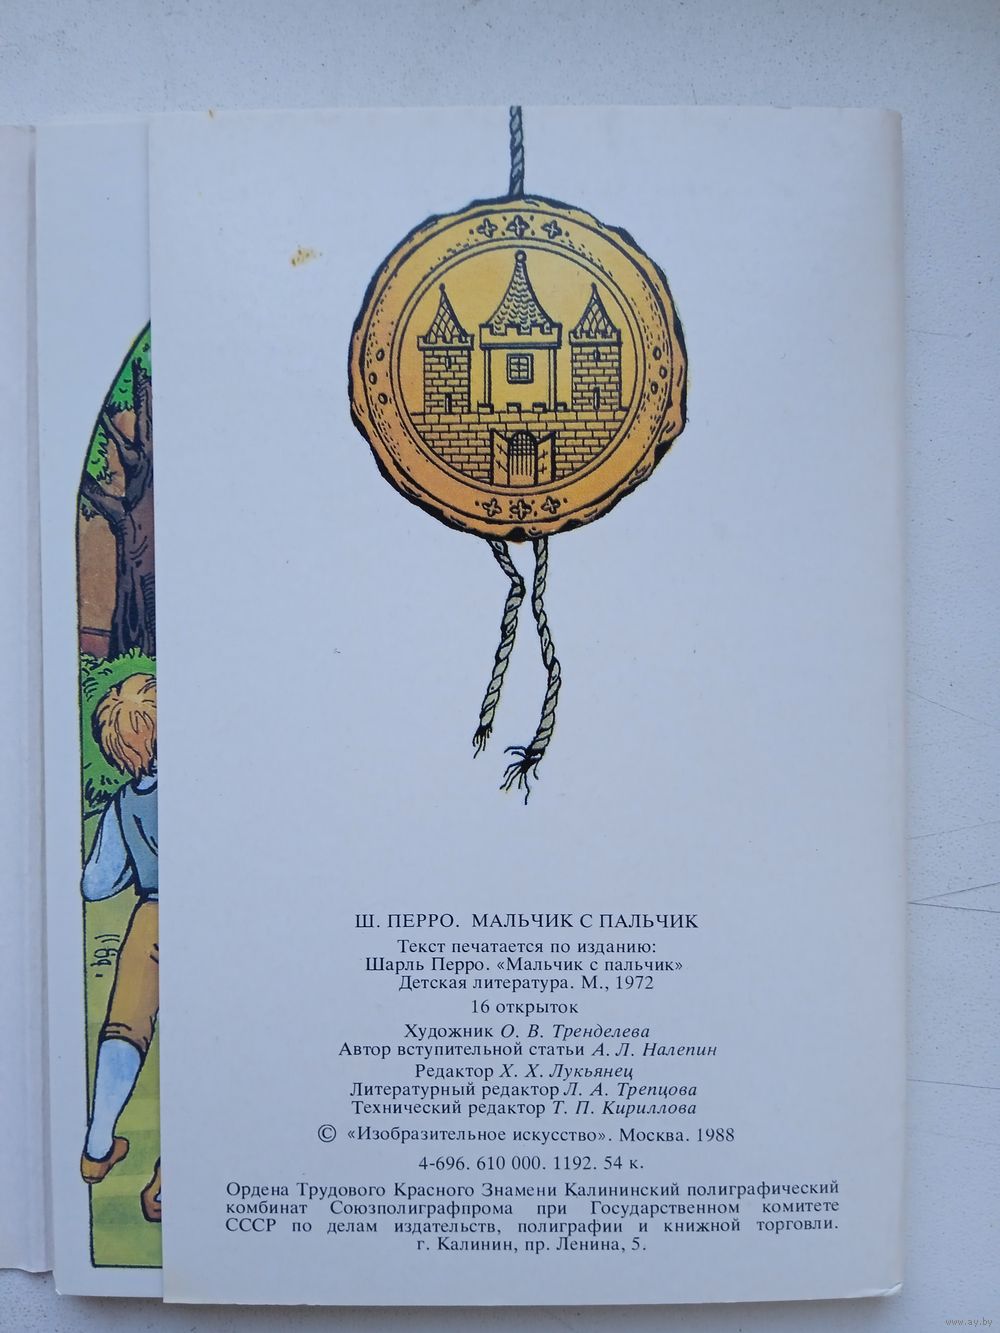 Ш. ПЕРРО. МАЛЬЧИК С ПАЛЬЧИК
Текст печатается по изданию:
Шарль Перро. «Мальчик с пальчик»
Детская литература. М., 1972
16 открыток
Художник О. В. Тренделева
Автор вступительной статьи А. Л. Налепин
Редактор Х. Х. Лукьянец
Литературный редактор Л. А. Трепцова
Технический редактор Т. П. Кириллова
© «Изобразительное искусство». Москва. 1988
4-696. 610 000. 1192. 54 к.
Ордена Трудового Красного Знамени Калининский полиграфический
комбинат Союзполиграфпрома при Государственном комитете
СССР по делам издательств, полиграфии и книжной торговли.
г. Калинин, пр. Ленина, 5.
www.ay.by